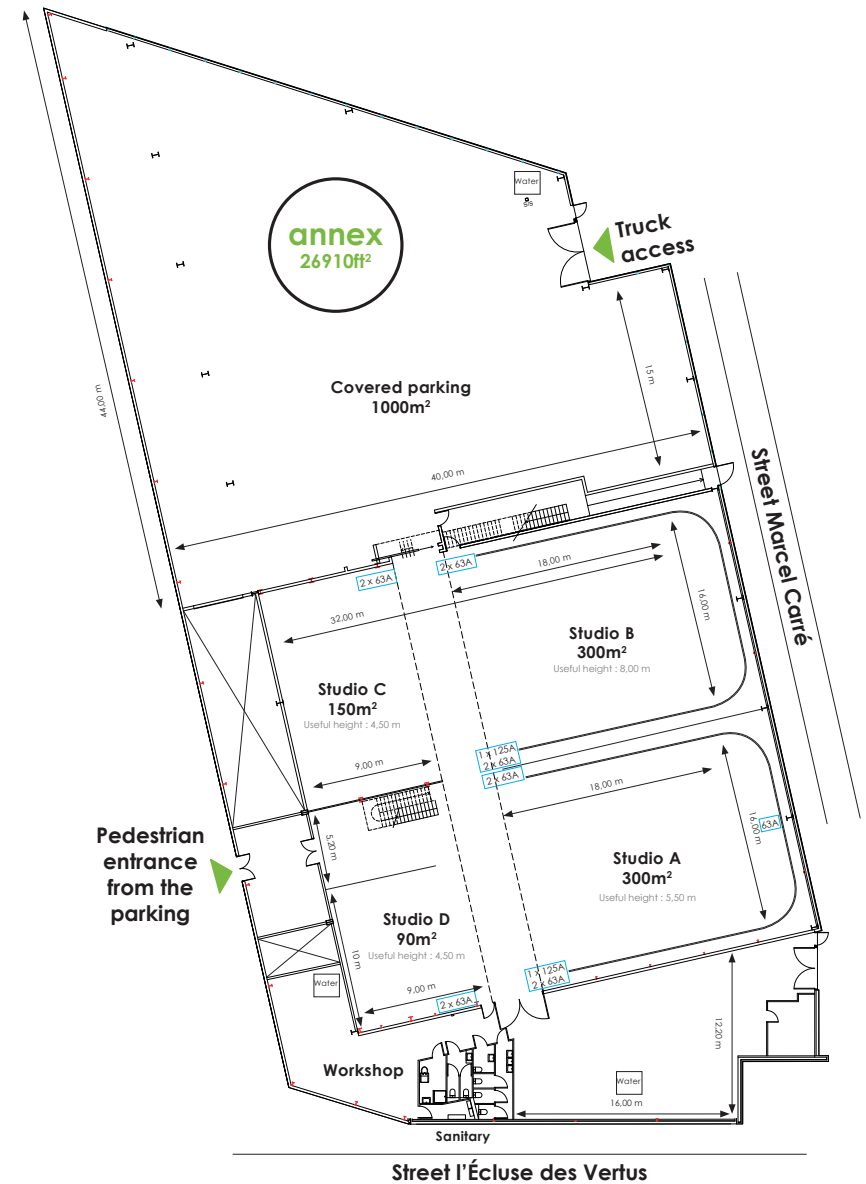 Water
Truck
access
annex
26910ft²
Covered parking
1000m²
15 m
44,00 m
40,00 m
Street Marcel Carré
2 x 63A
2 x 63A
18,00 m
32,00 m
16,00 m
Studio B
300m²
Useful height : 8,00 m
Studio C
150m²
Useful height : 4,50 m
9,00 m
1 x 125A
2 x 63A
2 x 63A
18,00 m
16,00 m
63A
Pedestrian
entrance
from the
parking
5,20 m
Studio A
300m²
Useful height : 5,50 m
Studio D
90m²
Useful height : 4,50 m
10 m
Water
9,00 m
2 x 63A
1 x 125A
2 x 63A
12,20 m
Workshop
Water
16,00 m
Sanitary
Street l'Écluse des Vertus